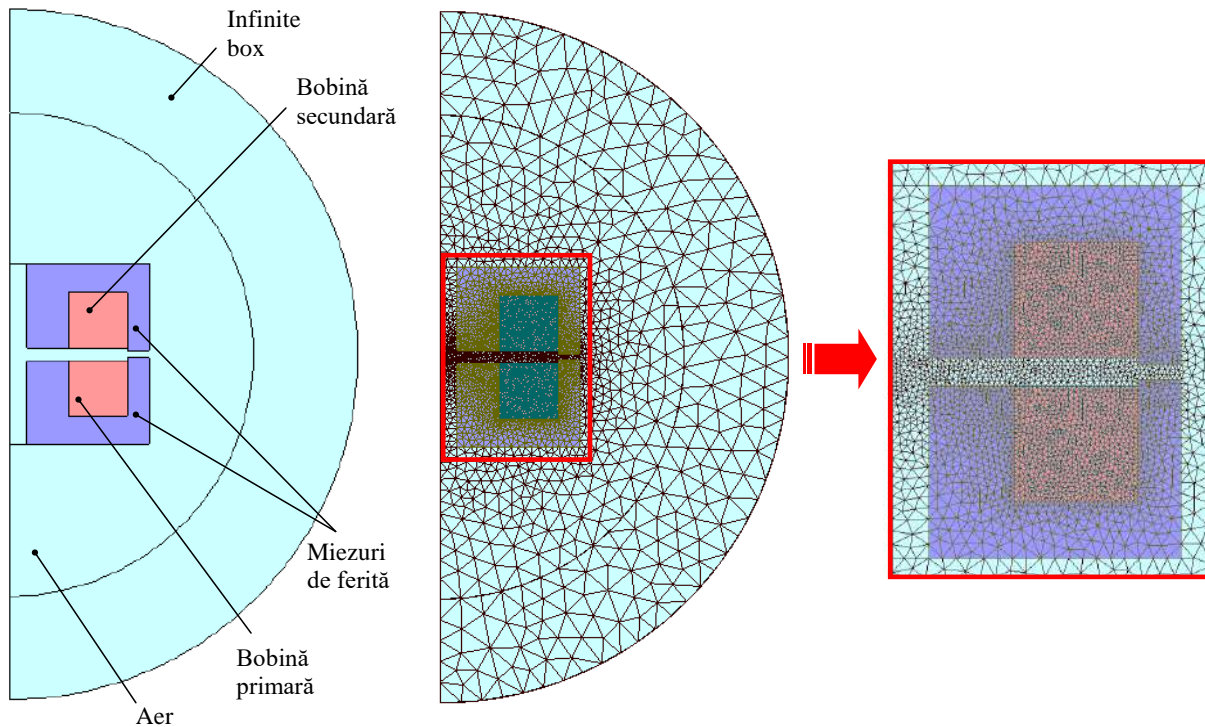 Infinite
box
Bobină
secundară
Miezuri
de ferită
Bobină
primară
Aer